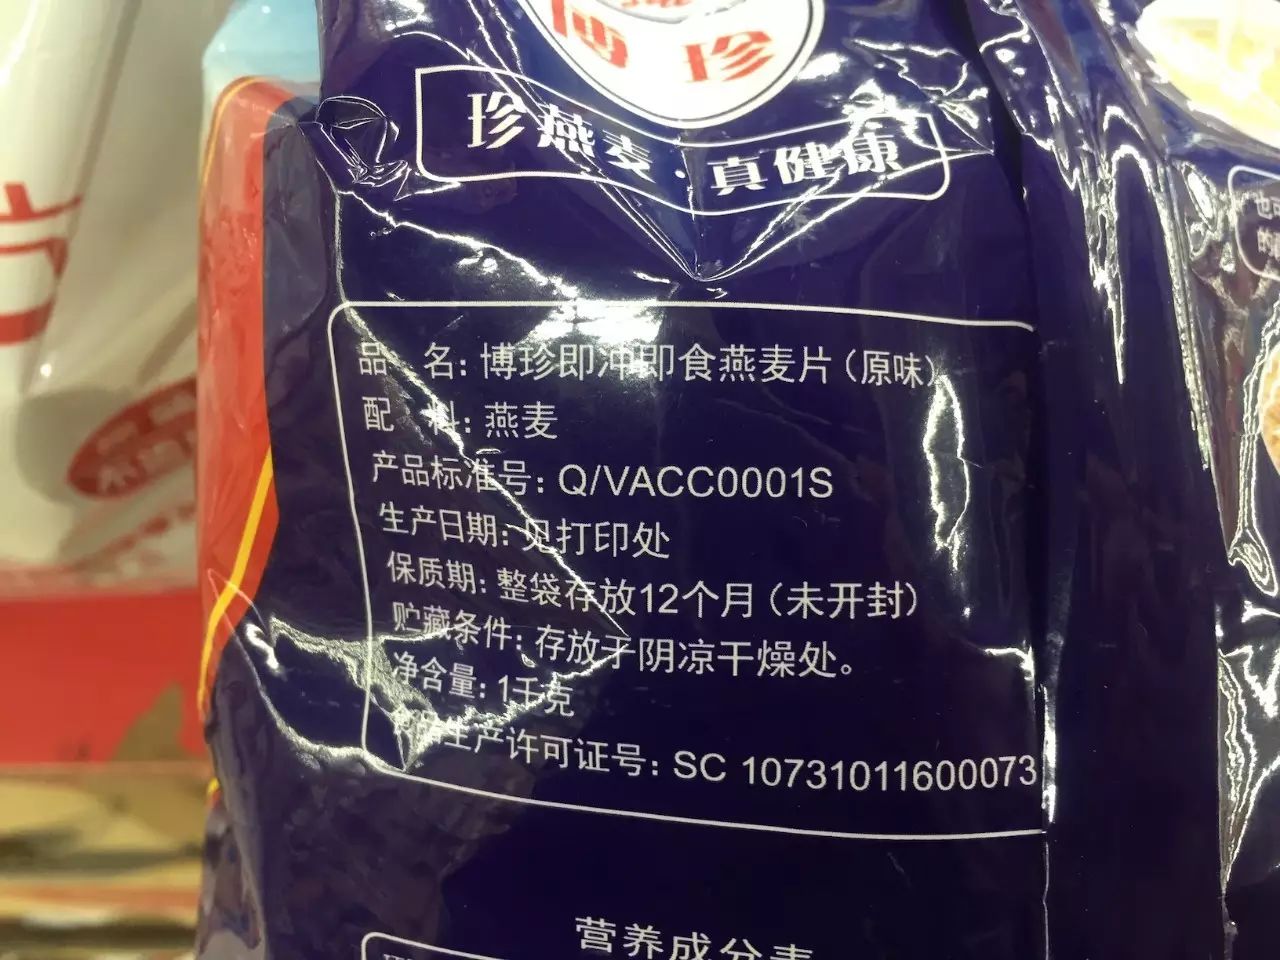 博珍
珍燕麦·真健康
品 名:博珍即冲即食燕麦片(原味)
配 料:燕麦
产品标准号:Q/VACC0001S
生产日期:见打印处
保质期:整袋存放12个月(未开封)
贮藏条件:存放于阴凉干燥处。
净含量:1千克
生产许可证号:SC 10731011600073
营养成分表